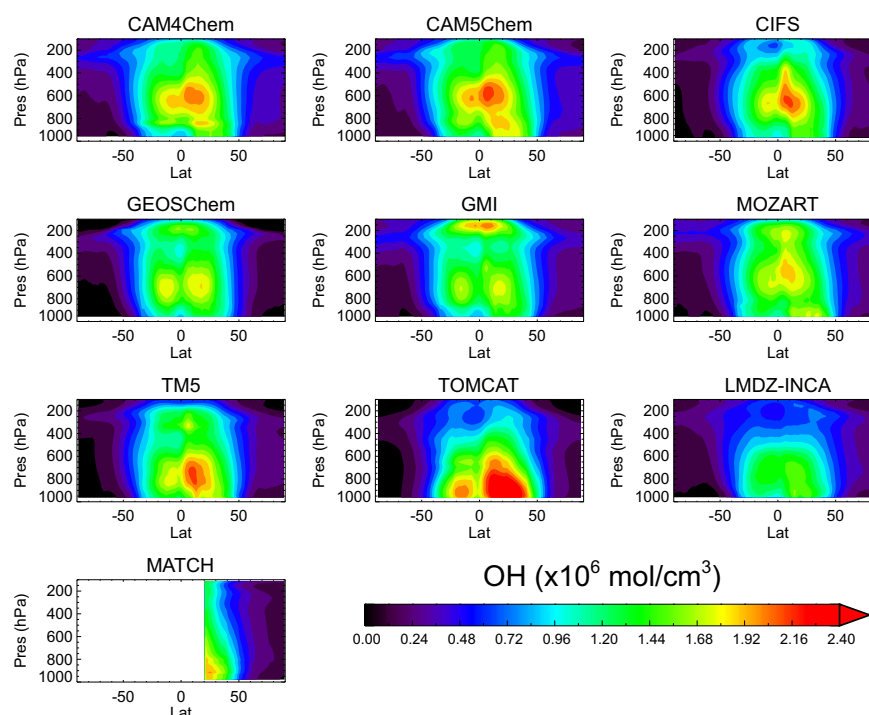 CAM4Chem CAM5Chem CIFS
Pres (hPa) 200 400 600 800 1000 Pres (hPa) 200 400 600 800 1000 Pres (hPa) 200 400 600 800 1000
-50 0 50 -50 0 50 -50 0 50
Lat Lat Lat
GEOSChem GMI MOZART
Pres (hPa) 200 400 600 800 1000 Pres (hPa) 200 400 600 800 1000 Pres (hPa) 200 400 600 800 1000
-50 0 50 -50 0 50 -50 0 50
Lat Lat Lat
TM5 TOMCAT LMDZ-INCA
Pres (hPa) 200 400 600 800 1000 Pres (hPa) 200 400 600 800 1000 Pres (hPa) 200 400 600 800 1000
-50 0 50 -50 0 50 -50 0 50
Lat Lat Lat
MATCH
Pres (hPa) 200 400 600 800 1000
-50 0 50
Lat
OH (x10⁶ mol/cm³)
0.00 0.24 0.48 0.72 0.96 1.20 1.44 1.68 1.92 2.16 2.40